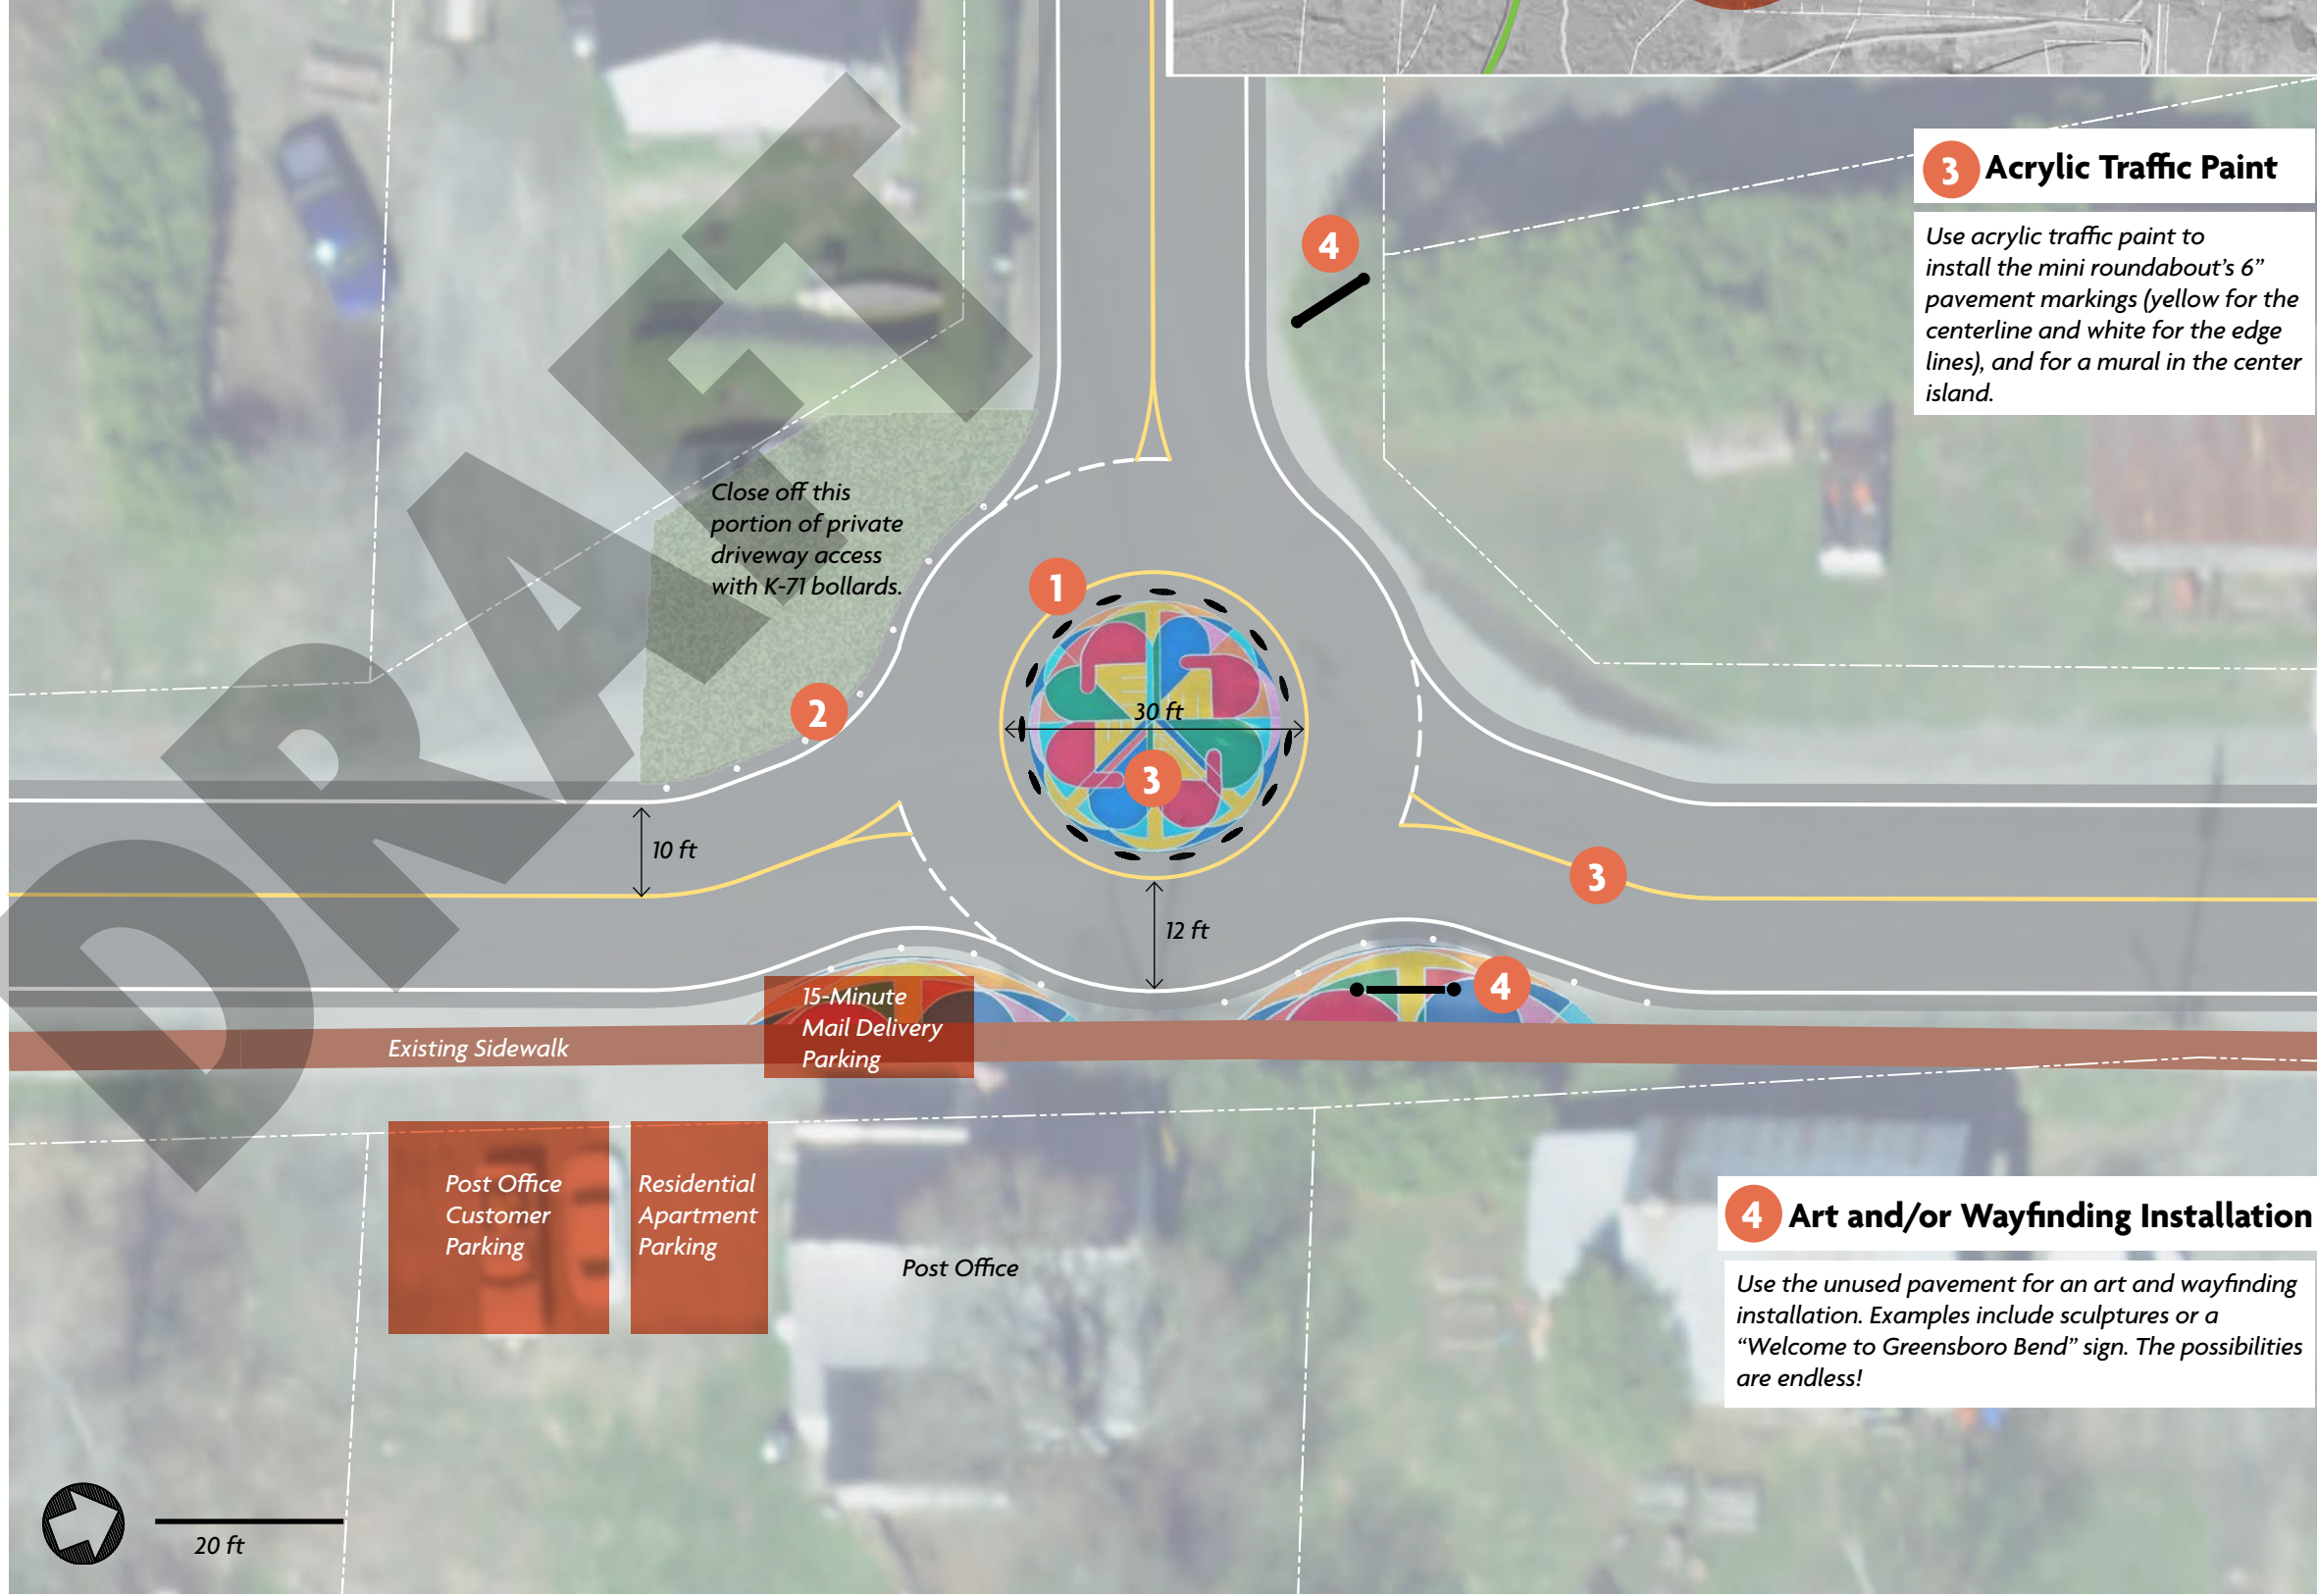 DRAFT
3 Acrylic Traffic Paint
Use acrylic traffic paint to
install the mini roundabout's 6”
pavement markings (yellow for the
centerline and white for the edge
lines), and for a mural in the center
island.
4
Close off this
portion of private
driveway access
with K-71 bollards.
1
2
30 ft
3
10 ft
3
12 ft
4
15-Minute
Mail Delivery
Parking
Existing Sidewalk
Post Office
Customer
Parking
Residential
Apartment
Parking
Post Office
4 Art and/or Wayfinding Installation
Use the unused pavement for an art and wayfinding
installation. Examples include sculptures or a
“Welcome to Greensboro Bend” sign. The possibilities
are endless!
20 ft